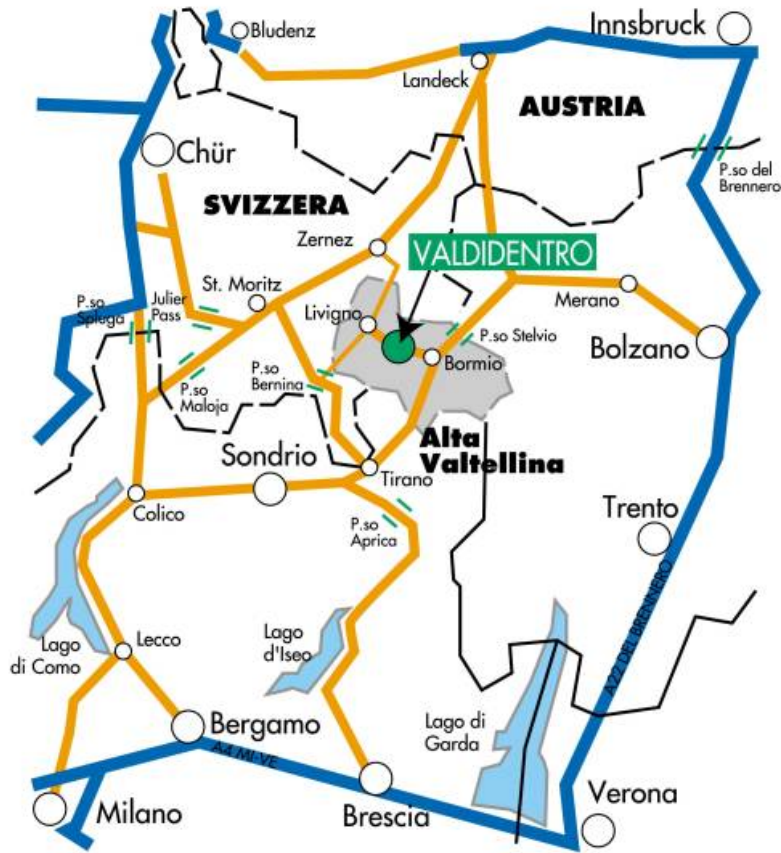 Bludenz
Innsbruck
Landeck
AUSTRIA
Chür
P.so del
Brennero
SVIZZERA
Zernez
VALDIDENTRO
St. Moritz
Merano
P.so
Spluga
Julier
Pass
Livigno
P.so Stelvio
Bolzano
Bormio
P.so
Maloja
P.so
Bernina
Alta
Valtellina
Sondrio
Tirano
Colico
P.so
Aprica
Trento
Lago
di Como
Lecco
Lago
d'Iseo
A22 DEL BRENNERO
Lago di
Garda
Bergamo
A4 MI-VE
Milano
Brescia
Verona